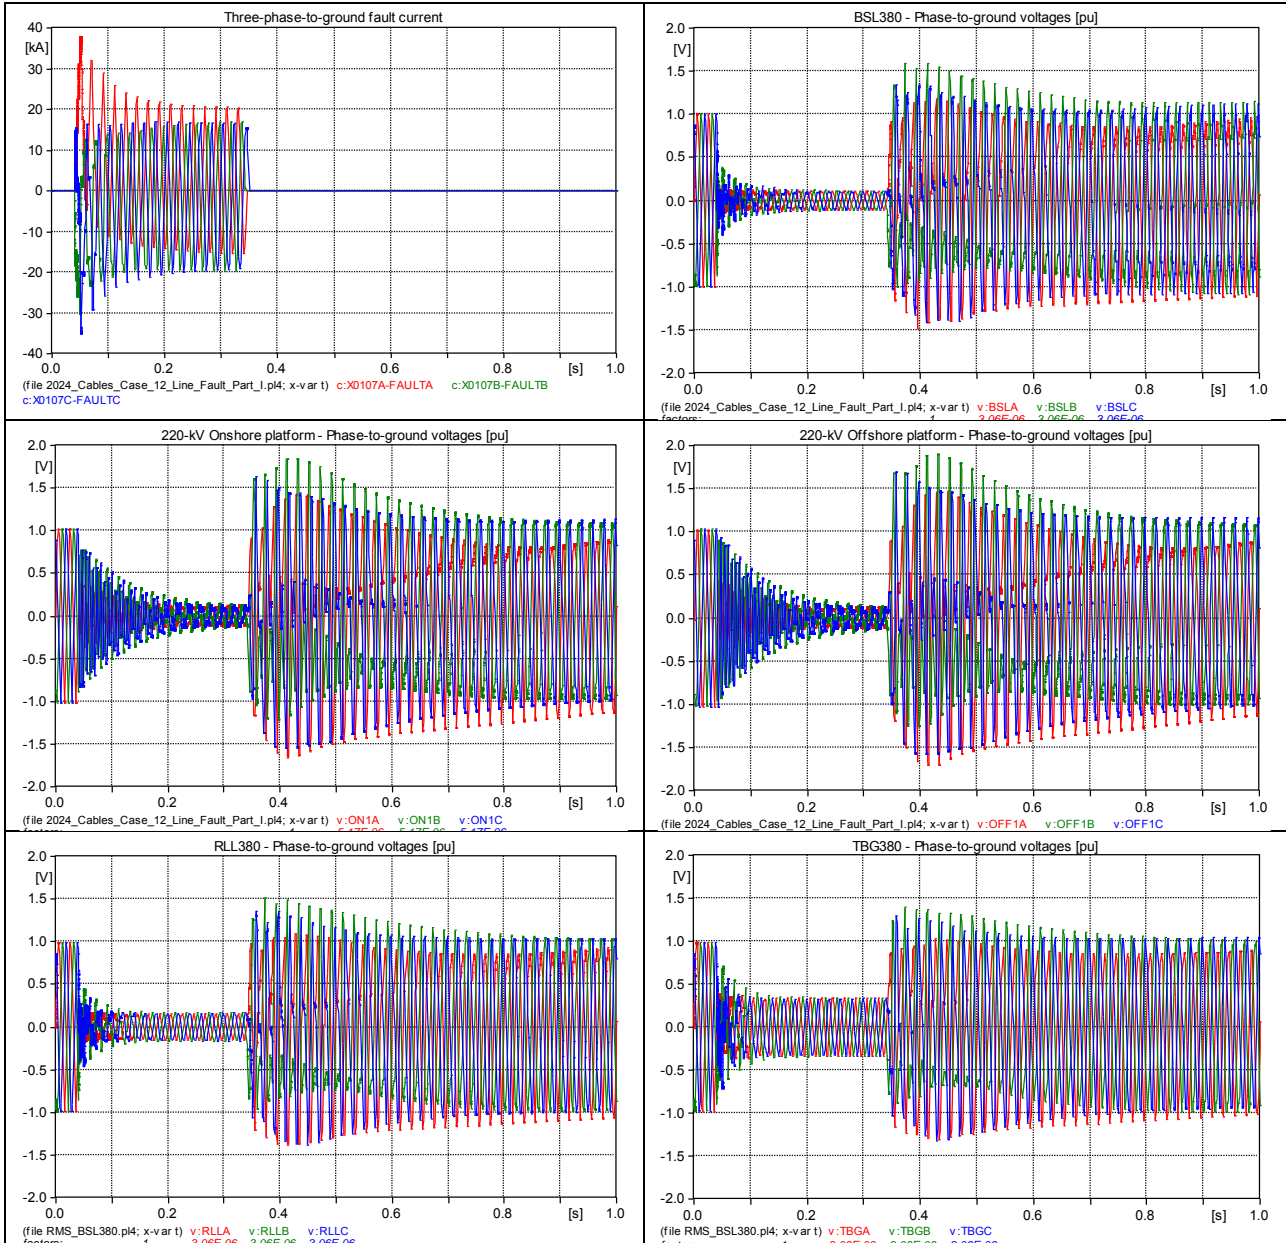 Three-phase-to-ground fault current
40
[kA]
30
20
10
0
-10
-20
-30
-40
0.0 0.2 0.4 0.6 0.8 [s] 1.0
(file 2024_Cables_Case_12_Line_Fault_Part_I.pl4; x-var t) c:X0107A-FAULTA c:X0107B-FAULTB
c:X0107C-FAULTC
BSL380 - Phase-to-ground voltages [pu]
2.0
[V]
1.5
1.0
0.5
0.0
-0.5
-1.0
-1.5
-2.0
0.0 0.2 0.4 0.6 0.8 [s] 1.0
(file 2024_Cables_Case_12_Line_Fault_Part_I.pl4; x-var t) v:BSLA v:BSLB v:BSLC
factors: 1 3.06E-06 3.06E-06 3.06E-06
220-kV Onshore platform - Phase-to-ground voltages [pu]
2.0
[V]
1.5
1.0
0.5
0.0
-0.5
-1.0
-1.5
-2.0
0.0 0.2 0.4 0.6 0.8 [s] 1.0
(file 2024_Cables_Case_12_Line_Fault_Part_I.pl4; x-var t) v:ON1A v:ON1B v:ON1C
220-kV Offshore platform - Phase-to-ground voltages [pu]
2.0
[V]
1.5
1.0
0.5
0.0
-0.5
-1.0
-1.5
-2.0
0.0 0.2 0.4 0.6 0.8 [s] 1.0
(file 2024_Cables_Case_12_Line_Fault_Part_I.pl4; x-var t) v:OFF1A v:OFF1B v:OFF1C
RLL380 - Phase-to-ground voltages [pu]
2.0
[V]
1.5
1.0
0.5
0.0
-0.5
-1.0
-1.5
-2.0
0.0 0.2 0.4 0.6 0.8 [s] 1.0
(file RMS_BSL380.pl4; x-var t) v:RLLA v:RLLB v:RLLC
TBG380 - Phase-to-ground voltages [pu]
2.0
[V]
1.5
1.0
0.5
0.0
-0.5
-1.0
-1.5
-2.0
0.0 0.2 0.4 0.6 0.8 [s] 1.0
(file RMS_BSL380.pl4; x-var t) v:TBGA v:TBGB v:TBGC